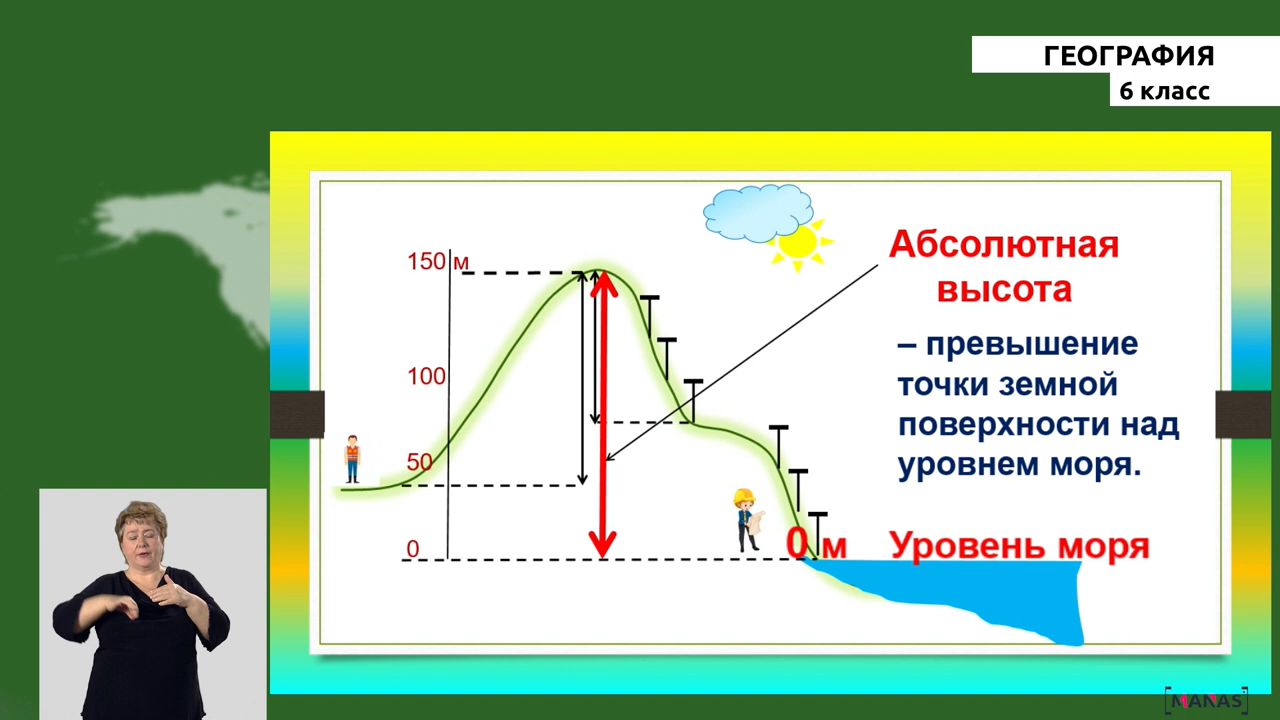 ГЕОГРАФИЯ
6 класс
150 м
100
50
0
Абсолютная
высота
– превышение
точки земной
поверхности над
уровнем моря.
0 м
Уровень моря
[MANAS]